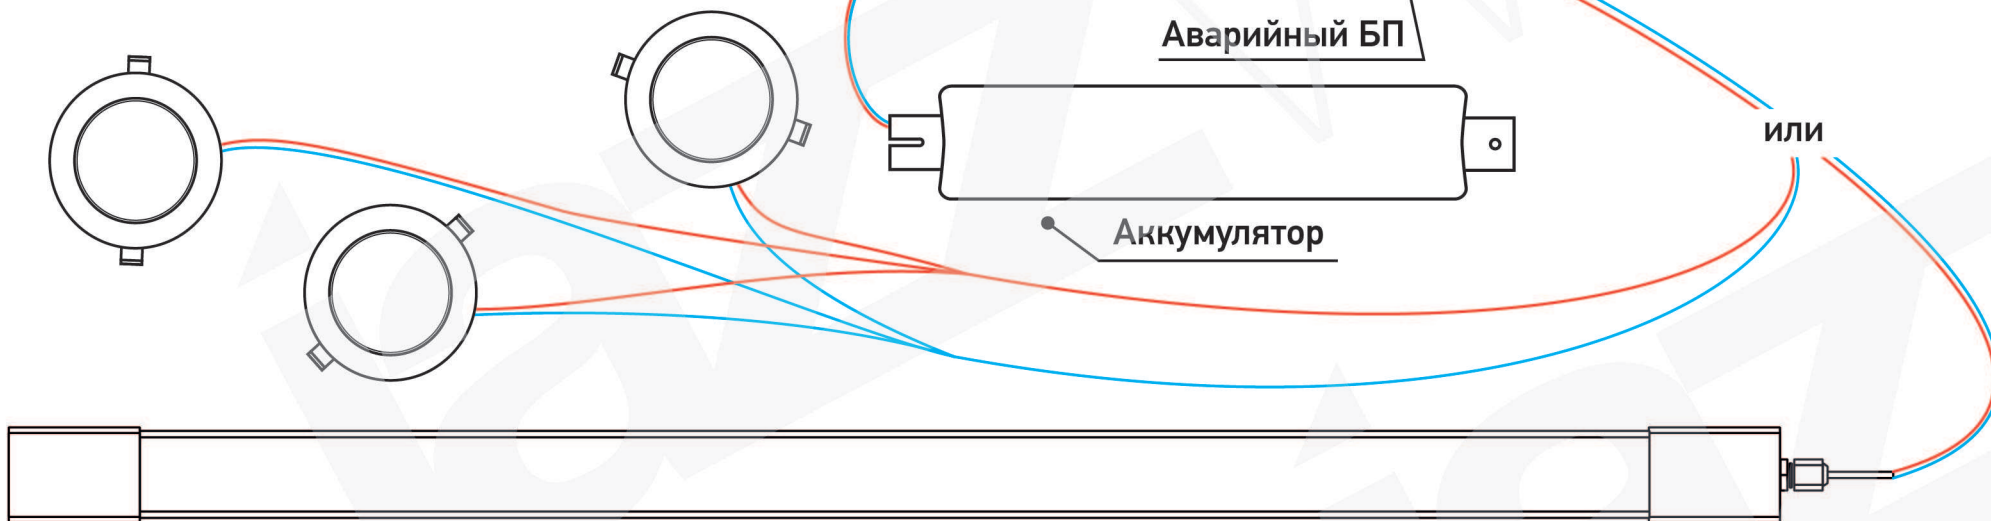 Аварийный БП
или
Аккумулятор